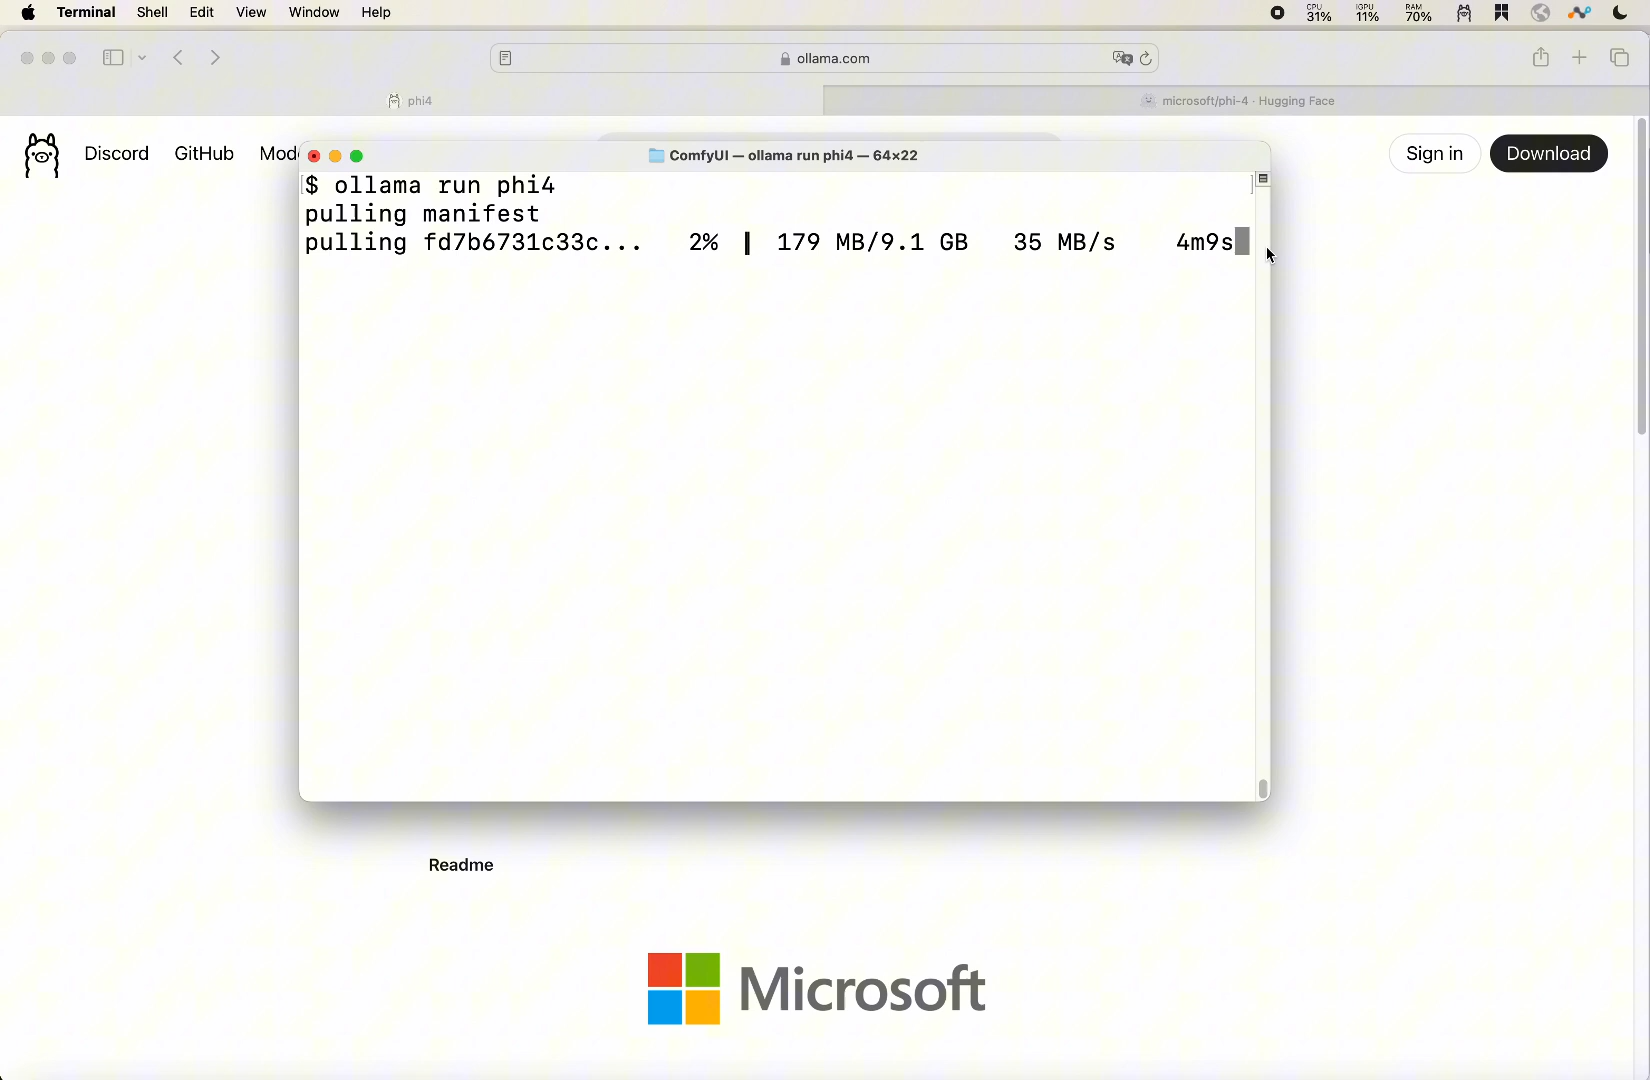 Terminal Shell Edit View Window Help CPU 31% IGPU 11% RAM 70%
ollama.com
phi4 microsoft/phi-4 - Hugging Face
Discord GitHub Mod Sign in Download
ComfyUI — ollama run phi4 — 64×22
$ ollama run phi4
pulling manifest
pulling fd7b6731c33c... 2% 179 MB/9.1 GB 35 MB/s 4m9s
Readme
Microsoft